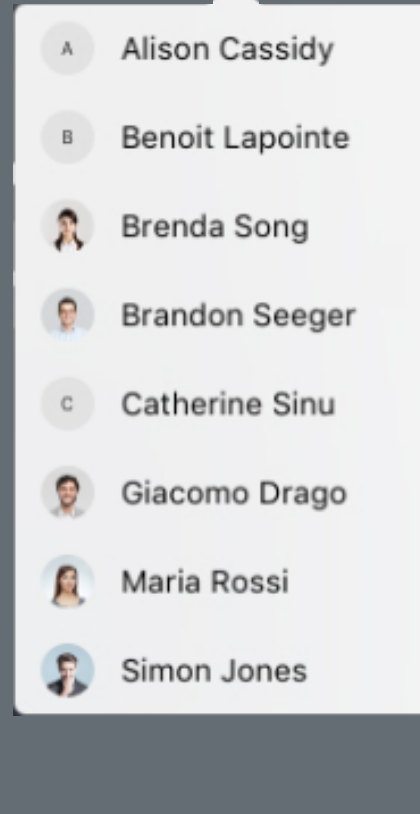 A Alison Cassidy
B Benoit Lapointe
Brenda Song
Brandon Seeger
C Catherine Sinu
Giacomo Drago
Maria Rossi
Simon Jones